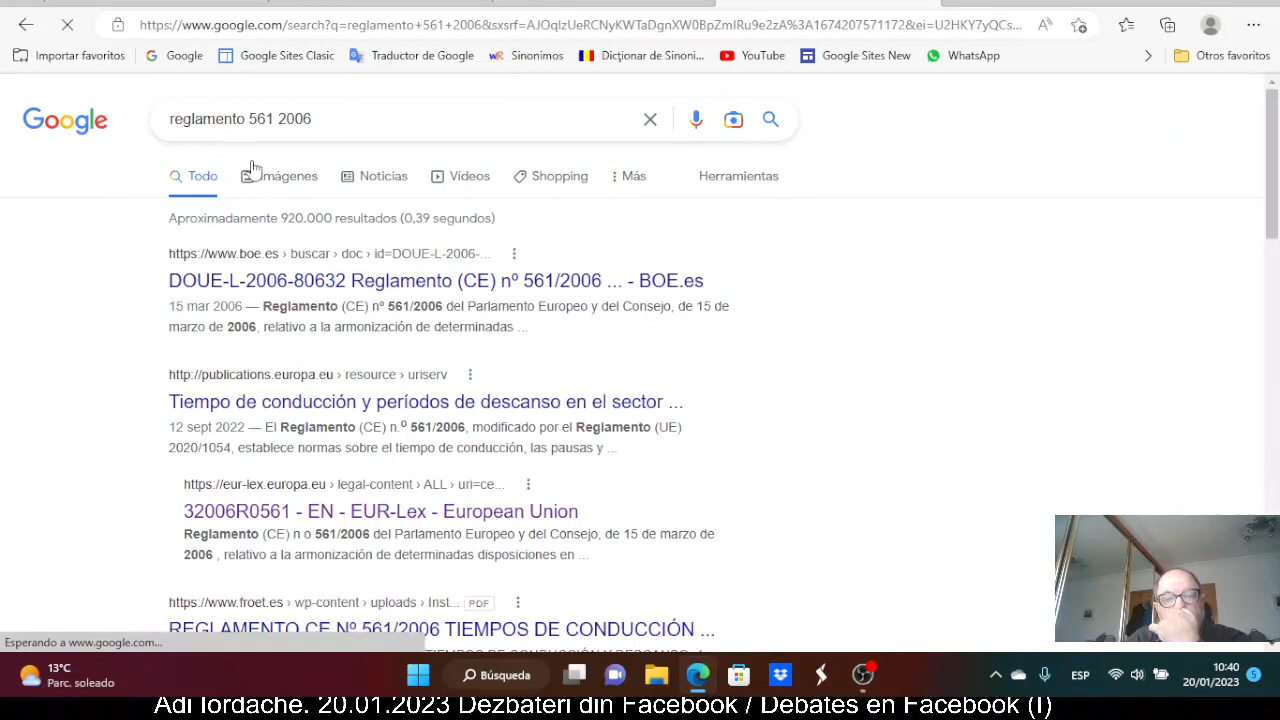 https://www.google.com/search?q=reglamento+561+2006&sxsrf=AJOqlzUeRCNyKWTaDgnXW0BpZmIRu9e2zA%3A1674207571172&ei=U2HKY7yQCs...
Importar favoritos
Google
Google Sites Clasic
Traductor de Google
wR Sinonimos
Dicționar de Sinoni...
YouTube
Google Sites New
WhatsApp
Otros favoritos
Google
reglamento 561 2006
Todo
Imágenes
Noticias
Vídeos
Shopping
Más
Herramientas
Aproximadamente 920.000 resultados (0,39 segundos)
https://www.boe.es › buscar › doc › id=DOUE-L-2006-...
DOUE-L-2006-80632 Reglamento (CE) nº 561/2006 ... - BOE.es
15 mar 2006 — Reglamento (CE) nº 561/2006 del Parlamento Europeo y del Consejo, de 15 de
marzo de 2006, relativo a la armonización de determinadas ...
http://publications.europa.eu › resource › uriserv
Tiempo de conducción y períodos de descanso en el sector ...
12 sept 2022 — El Reglamento (CE) n.º 561/2006, modificado por el Reglamento (UE)
2020/1054, establece normas sobre el tiempo de conducción, las pausas y ...
https://eur-lex.europa.eu › legal-content › ALL › uri=ce...
32006R0561 - EN - EUR-Lex - European Union
Reglamento (CE) n o 561/2006 del Parlamento Europeo y del Consejo, de 15 de marzo de
2006 , relativo a la armonización de determinadas disposiciones en ...
https://www.froet.es › wp-content › uploads › Inst... PDF
REGLAMENTO CE Nº 561/2006 TIEMPOS DE CONDUCCIÓN ...
Esperando a www.google.com...
13°C
Parc. soleado
Búsqueda
ESP
10:40
20/01/2023
5
Adi Iordache. 20.01.2023 Dezbateri din Facebook / Debates en Facebook (I)